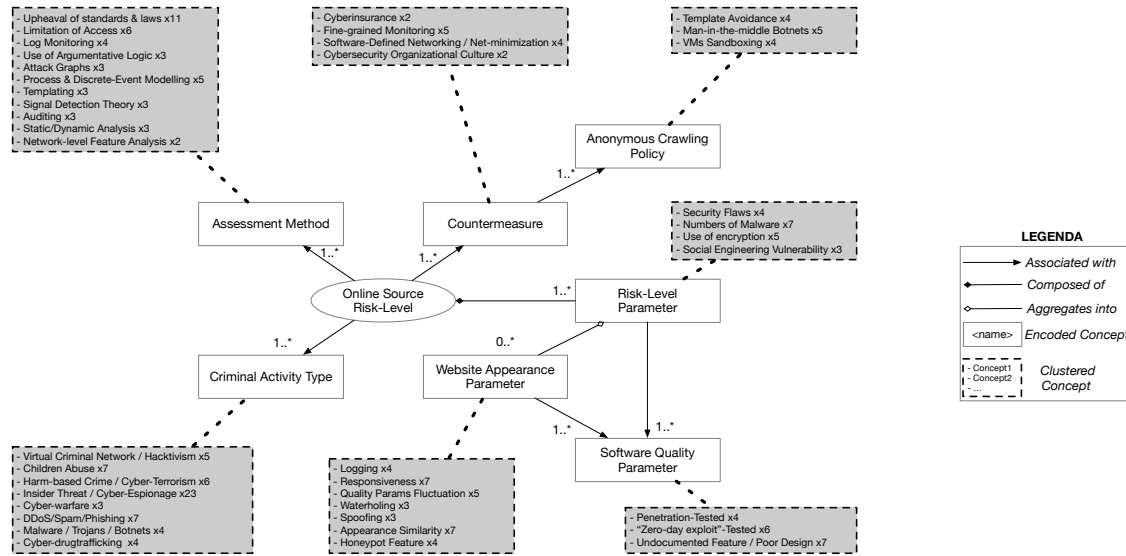 - Upheaval of standards & laws x11
- Limitation of Access x6
- Log Monitoring x4
- Use of Argumentative Logic x3
- Attack Graphs x3
- Process & Discrete-Event Modelling x5
- Templating x3
- Signal Detection Theory x3
- Auditing x3
- Static/Dynamic Analysis x3
- Network-level Feature Analysis x2
- Cyberinsurance x2
- Fine-grained Monitoring x5
- Software-Defined Networking / Net-minimization x4
- Cybersecurity Organizational Culture x2
- Template Avoidance x4
- Man-in-the-middle Botnets x5
- VMs Sandboxing x4
Anonymous Crawling
Policy
1..*
Assessment Method
Countermeasure
1..*
1..*
- Security Flaws x4
- Numbers of Malware x7
- Use of encryption x5
- Social Engineering Vulnerability x3
Online Source
Risk-Level
1..*
Risk-Level
Parameter
1..*
0..*
Criminal Activity Type
Website Appearance
Parameter
1..*
1..*
Software Quality
Parameter
- Virtual Criminal Network / Hacktivism x5
- Children Abuse x7
- Harm-based Crime / Cyber-Terrorism x6
- Insider Threat / Cyber-Espionage x23
- Cyber-warfare x3
- DDoS/Spam/Phishing x7
- Malware / Trojans / Botnets x4
- Cyber-drugtrafficking x4
- Logging x4
- Responsiveness x7
- Quality Params Fluctuation x5
- Waterholing x3
- Spoofing x3
- Appearance Similarity x7
- Honeypot Feature x4
- Penetration-Tested x4
- “Zero-day exploit”-Tested x6
- Undocumented Feature / Poor Design x7
LEGENDA
Associated with
Composed of
Aggregates into
<name> Encoded Concept
- Concept1
- Concept2
- ...
Clustered
Concept